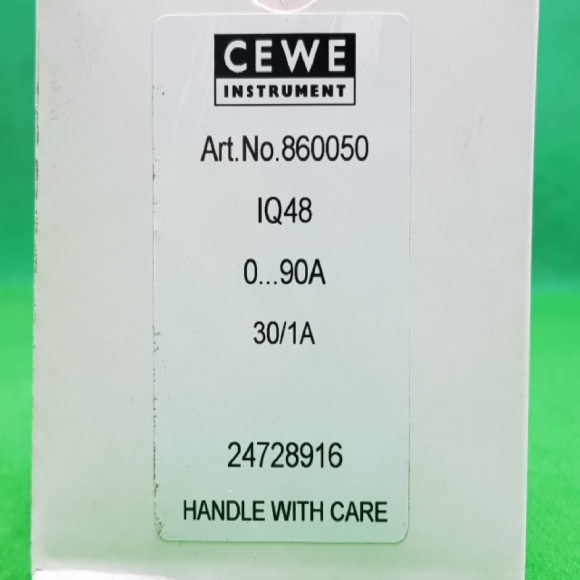 CEWE
INSTRUMENT
Art.No.860050
IQ48
0...90A
30/1A
24728916
HANDLE WITH CARE